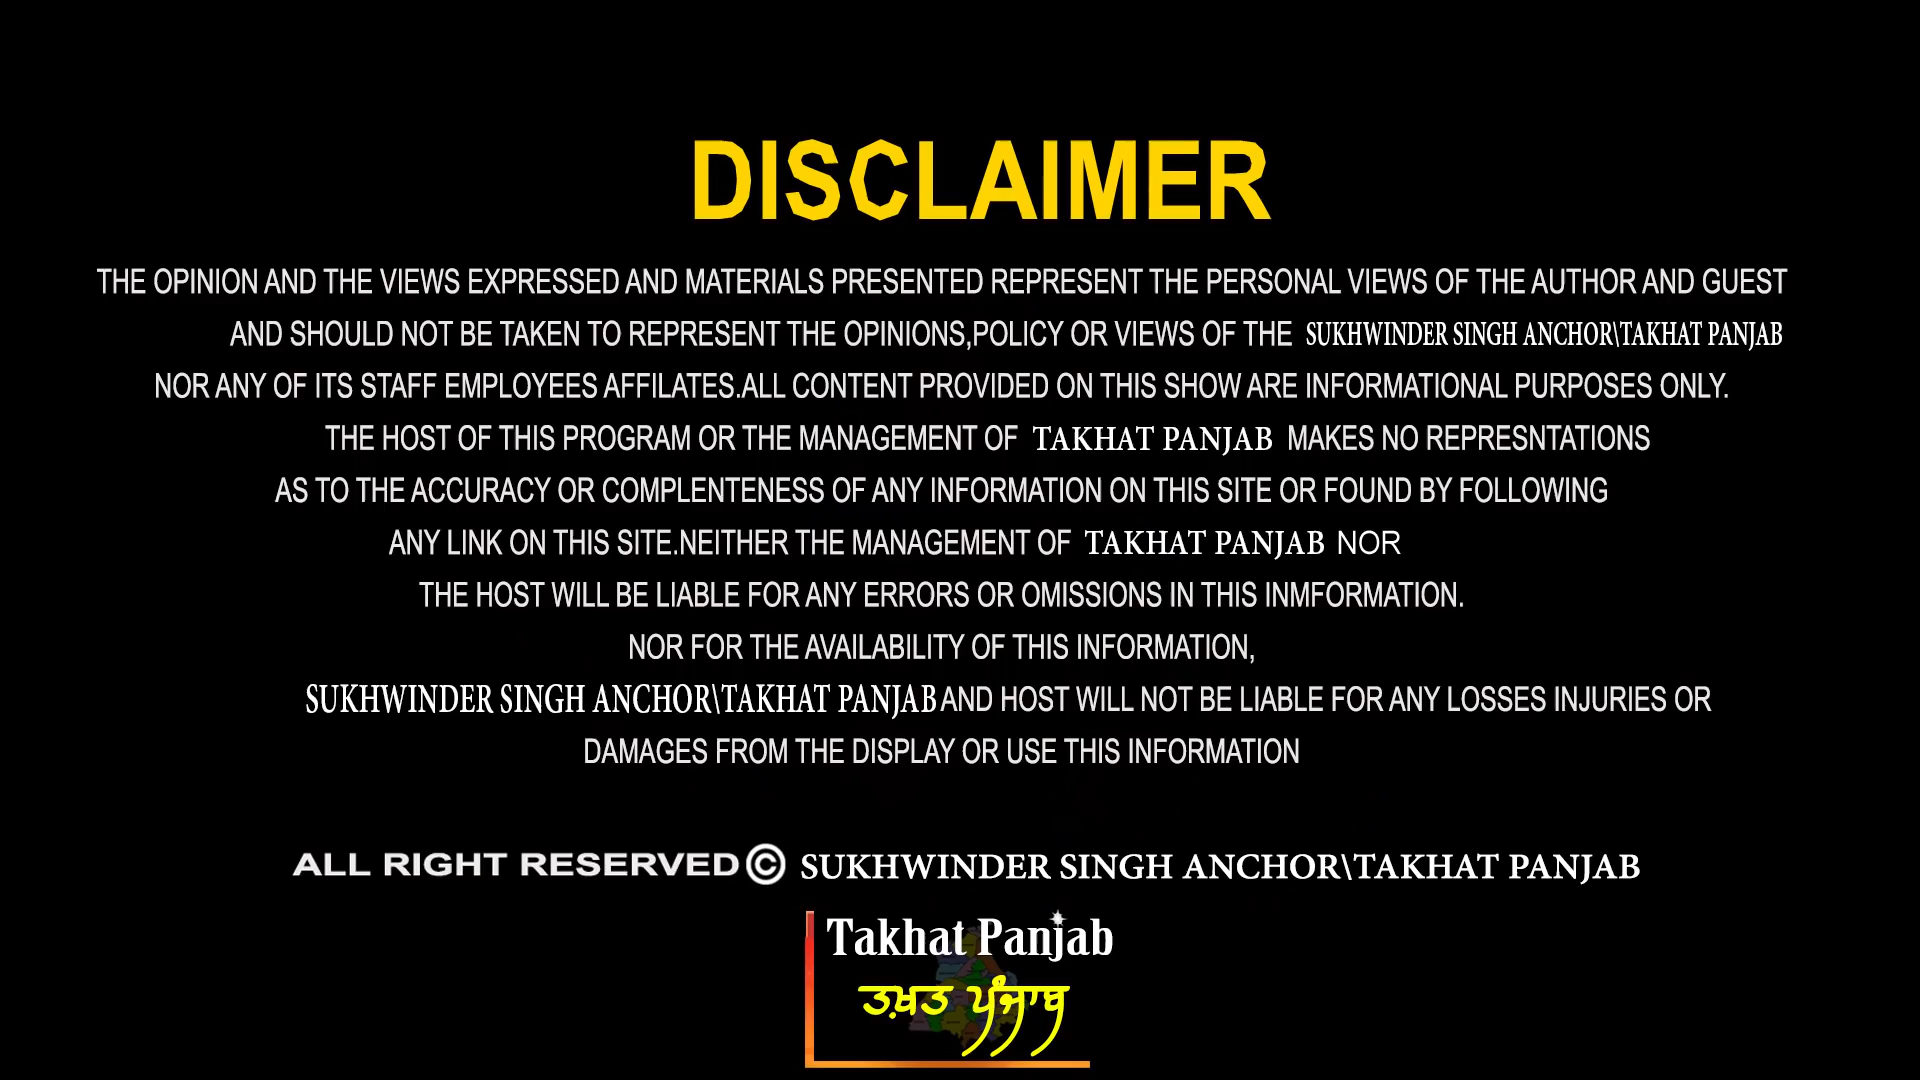 DISCLAIMER
THE OPINION AND THE VIEWS EXPRESSED AND MATERIALS PRESENTED REPRESENT THE PERSONAL VIEWS OF THE AUTHOR AND GUEST
AND SHOULD NOT BE TAKEN TO REPRESENT THE OPINIONS,POLICY OR VIEWS OF THE SUKHWINDER SINGH ANCHOR\TAKHAT PANJAB
NOR ANY OF ITS STAFF EMPLOYEES AFFILATES.ALL CONTENT PROVIDED ON THIS SHOW ARE INFORMATIONAL PURPOSES ONLY.
THE HOST OF THIS PROGRAM OR THE MANAGEMENT OF TAKHAT PANJAB MAKES NO REPRESNTATIONS
AS TO THE ACCURACY OR COMPLENTENESS OF ANY INFORMATION ON THIS SITE OR FOUND BY FOLLOWING
ANY LINK ON THIS SITE.NEITHER THE MANAGEMENT OF TAKHAT PANJAB NOR
THE HOST WILL BE LIABLE FOR ANY ERRORS OR OMISSIONS IN THIS INMFORMATION.
NOR FOR THE AVAILABILITY OF THIS INFORMATION,
SUKHWINDER SINGH ANCHOR\TAKHAT PANJAB AND HOST WILL NOT BE LIABLE FOR ANY LOSSES INJURIES OR
DAMAGES FROM THE DISPLAY OR USE THIS INFORMATION
ALL RIGHT RESERVED © SUKHWINDER SINGH ANCHOR\TAKHAT PANJAB
Takhat Panjab
ਤਖ਼ਤ ਪੰਜਾਬ